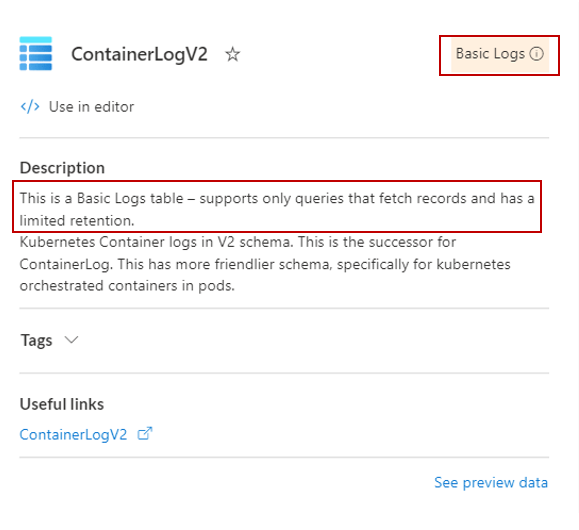 ContainerLogV2
Basic Logs
</> Use in editor
Description
This is a Basic Logs table – supports only queries that fetch records and has a
limited retention.
Kubernetes Container logs in V2 schema. This is the successor for
ContainerLog. This has more friendlier schema, specifically for kubernetes
orchestrated containers in pods.
Tags
Useful links
ContainerLogV2
See preview data